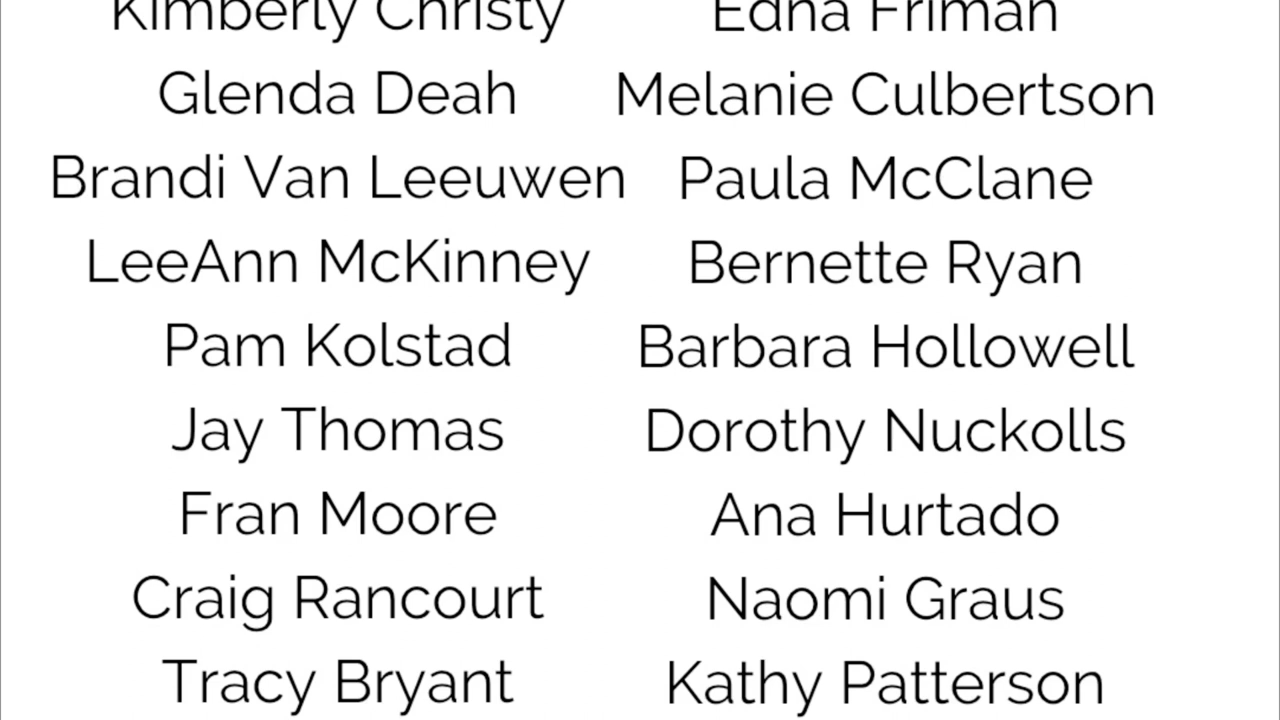 Kimberly Christy
Edna Friman
Glenda Deah
Melanie Culbertson
Brandi Van Leeuwen
Paula McClane
LeeAnn McKinney
Bernette Ryan
Pam Kolstad
Barbara Hollowell
Jay Thomas
Dorothy Nuckolls
Fran Moore
Ana Hurtado
Craig Rancourt
Naomi Graus
Tracy Bryant
Kathy Patterson